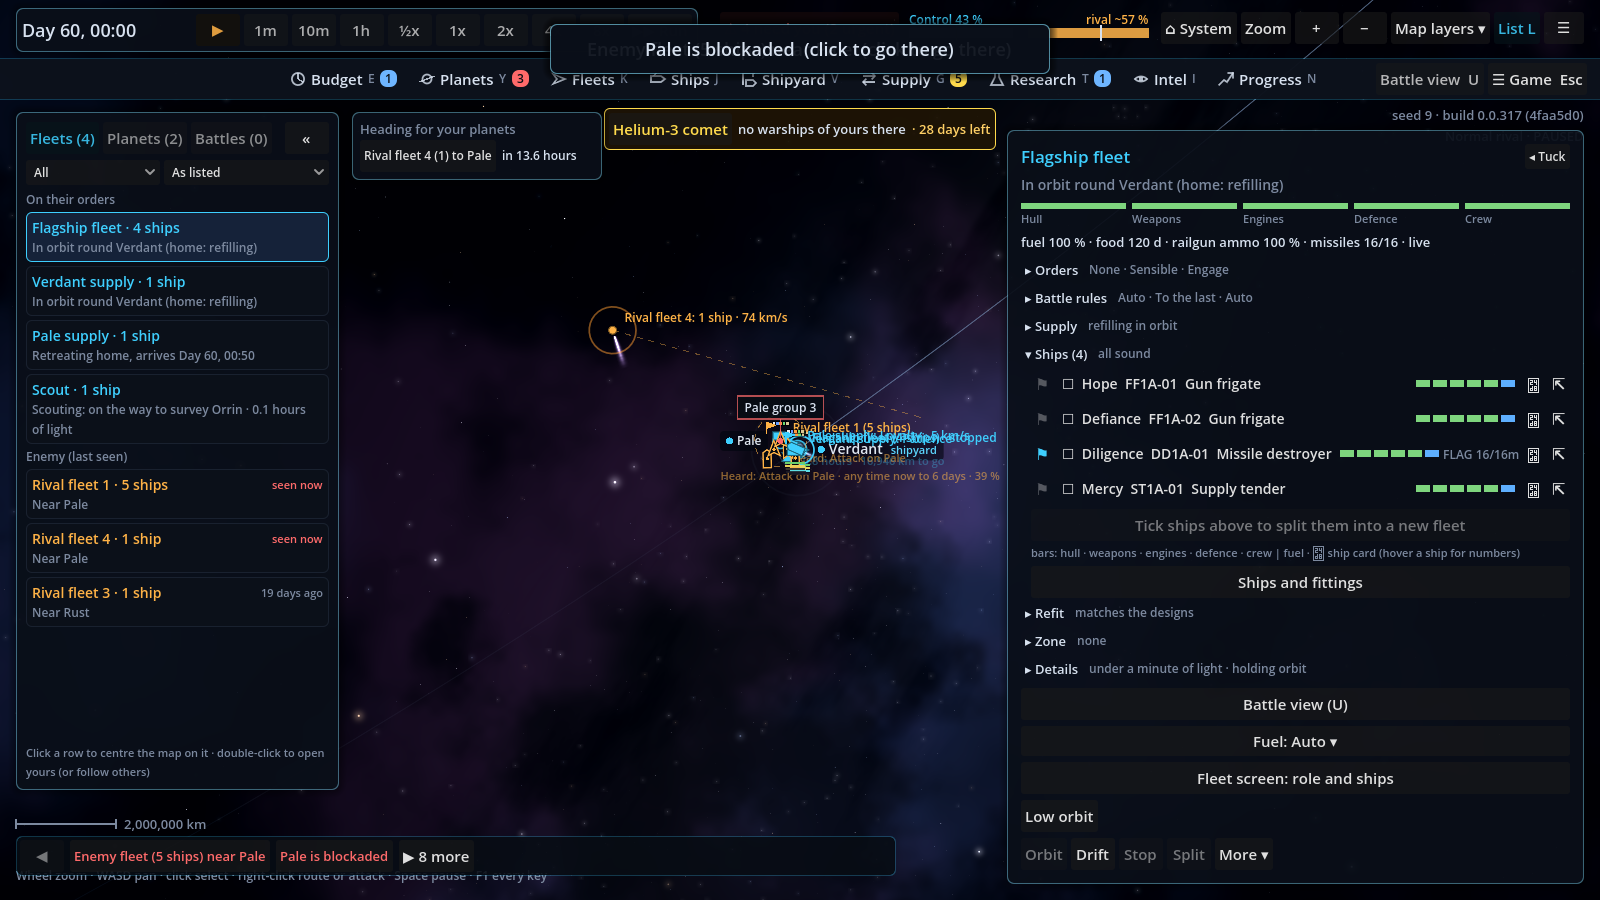 Day 60, 00:00
1m 10m 1h ½x 1x 2x
Control 43 %
rival ~57 %
⌂ System Zoom + − Map layers ▾ List L ☰
Pale is blockaded (click to go there)
Budget E 1 Planets Y 3 Fleets K Ships J Shipyard V Supply G 5 Research T 1 Intel I Progress N
Battle view U ☰ Game Esc
seed 9 · build 0.0.317 (4faa5d0)
Fleets (4) Planets (2) Battles (0) «
All As listed
On their orders
Flagship fleet · 4 ships
In orbit round Verdant (home: refilling)
Verdant supply · 1 ship
In orbit round Verdant (home: refilling)
Pale supply · 1 ship
Retreating home, arrives Day 60, 00:50
Scout · 1 ship
Scouting: on the way to survey Orrin · 0.1 hours
of light
Enemy (last seen)
Rival fleet 1 · 5 ships seen now
Near Pale
Rival fleet 4 · 1 ship seen now
Near Pale
Rival fleet 3 · 1 ship 19 days ago
Near Rust
Click a row to centre the map on it · double-click to open
yours (or follow others)
Heading for your planets
Rival fleet 4 (1) to Pale in 13.6 hours
Helium-3 comet no warships of yours there · 28 days left
Rival fleet 4: 1 ship · 74 km/s
Pale group 3
Rival fleet 1 (5 ships)
Pale
Verdant shipyard
Heard: Attack on Pale · any time now to 6 days · 39 %
2,000,000 km
◀ Enemy fleet (5 ships) near Pale Pale is blockaded ▶ 8 more
Wheel zoom · WASD pan · click select · right-click route or attack · Space pause · F1 every key
Flagship fleet ◂ Tuck
In orbit round Verdant (home: refilling)
Hull Weapons Engines Defence Crew
fuel 100 % · food 120 d · railgun ammo 100 % · missiles 16/16 · live
▸ Orders None · Sensible · Engage
▸ Battle rules Auto · To the last · Auto
▸ Supply refilling in orbit
▾ Ships (4) all sound
Hope FF1A-01 Gun frigate
Defiance FF1A-02 Gun frigate
Diligence DD1A-01 Missile destroyer FLAG 16/16m
Mercy ST1A-01 Supply tender
Tick ships above to split them into a new fleet
bars: hull · weapons · engines · defence · crew | fuel · ship card (hover a ship for numbers)
Ships and fittings
▸ Refit matches the designs
▸ Zone none
▸ Details under a minute of light · holding orbit
Battle view (U)
Fuel: Auto ▾
Fleet screen: role and ships
Low orbit
Orbit Drift Stop Split More ▾